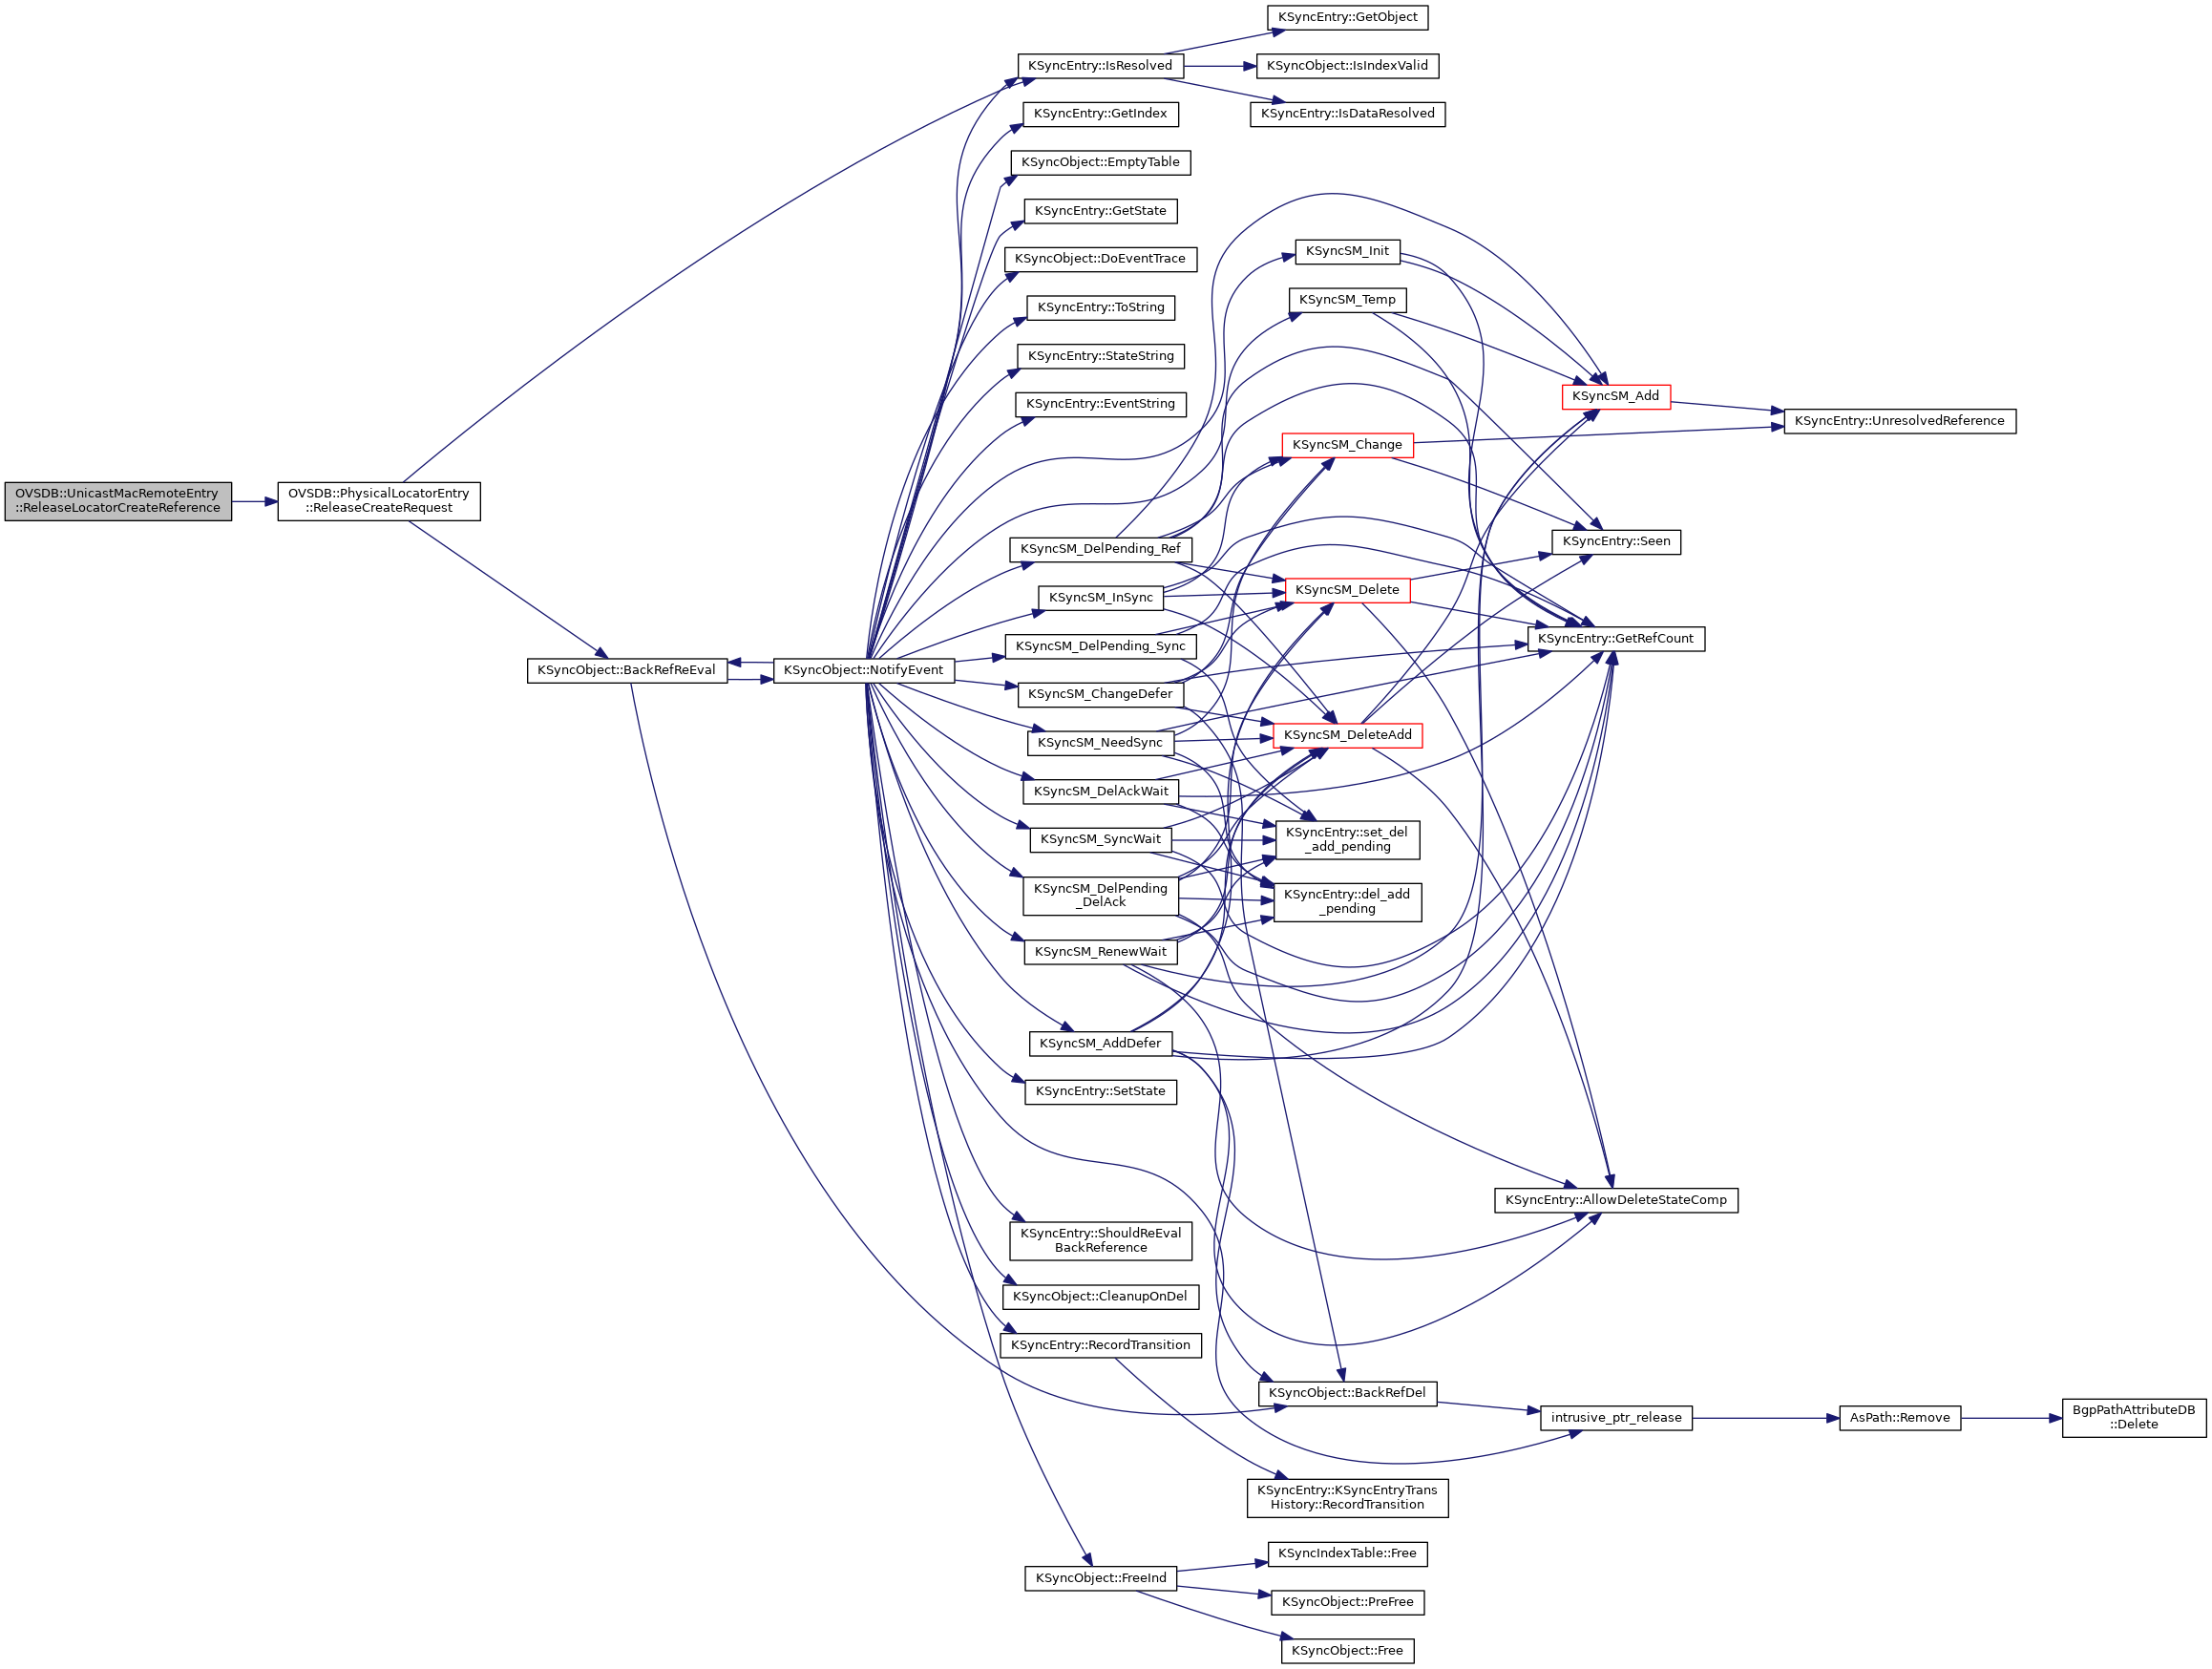 OVSDB::UnicastMacRemoteEntry
::ReleaseLocatorCreateReference
OVSDB::PhysicalLocatorEntry
::ReleaseCreateRequest
KSyncObject::BackRefReEval
KSyncObject::NotifyEvent
KSyncEntry::IsResolved
KSyncEntry::GetIndex
KSyncObject::EmptyTable
KSyncEntry::GetState
KSyncObject::DoEventTrace
KSyncEntry::ToString
KSyncEntry::StateString
KSyncEntry::EventString
KSyncSM_DelPending_Ref
KSyncSM_InSync
KSyncSM_DelPending_Sync
KSyncSM_ChangeDefer
KSyncSM_NeedSync
KSyncSM_DelAckWait
KSyncSM_SyncWait
KSyncSM_DelPending
_DelAck
KSyncSM_RenewWait
KSyncSM_AddDefer
KSyncEntry::SetState
KSyncEntry::ShouldReEval
BackReference
KSyncObject::CleanupOnDel
KSyncEntry::RecordTransition
KSyncObject::FreeInd
KSyncEntry::GetObject
KSyncObject::IsIndexValid
KSyncEntry::IsDataResolved
KSyncSM_Init
KSyncSM_Temp
KSyncSM_Change
KSyncSM_Delete
KSyncSM_DeleteAdd
KSyncEntry::set_del
_add_pending
KSyncEntry::del_add
_pending
KSyncObject::BackRefDel
KSyncEntry::KSyncEntryTrans
History::RecordTransition
KSyncIndexTable::Free
KSyncObject::PreFree
KSyncObject::Free
KSyncSM_Add
KSyncEntry::Seen
KSyncEntry::GetRefCount
KSyncEntry::AllowDeleteStateComp
intrusive_ptr_release
KSyncEntry::UnresolvedReference
AsPath::Remove
BgpPathAttributeDB
::Delete